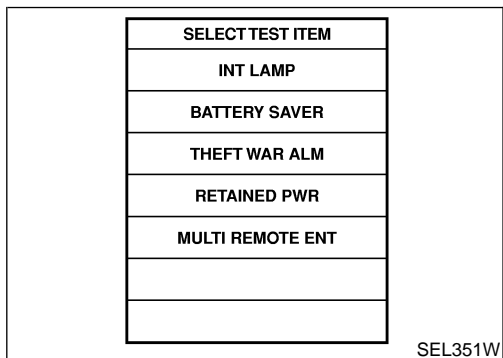 SELECT TEST ITEM
INT LAMP
BATTERY SAVER
THEFT WAR ALM
RETAINED PWR
MULTI REMOTE ENT
SEL351W